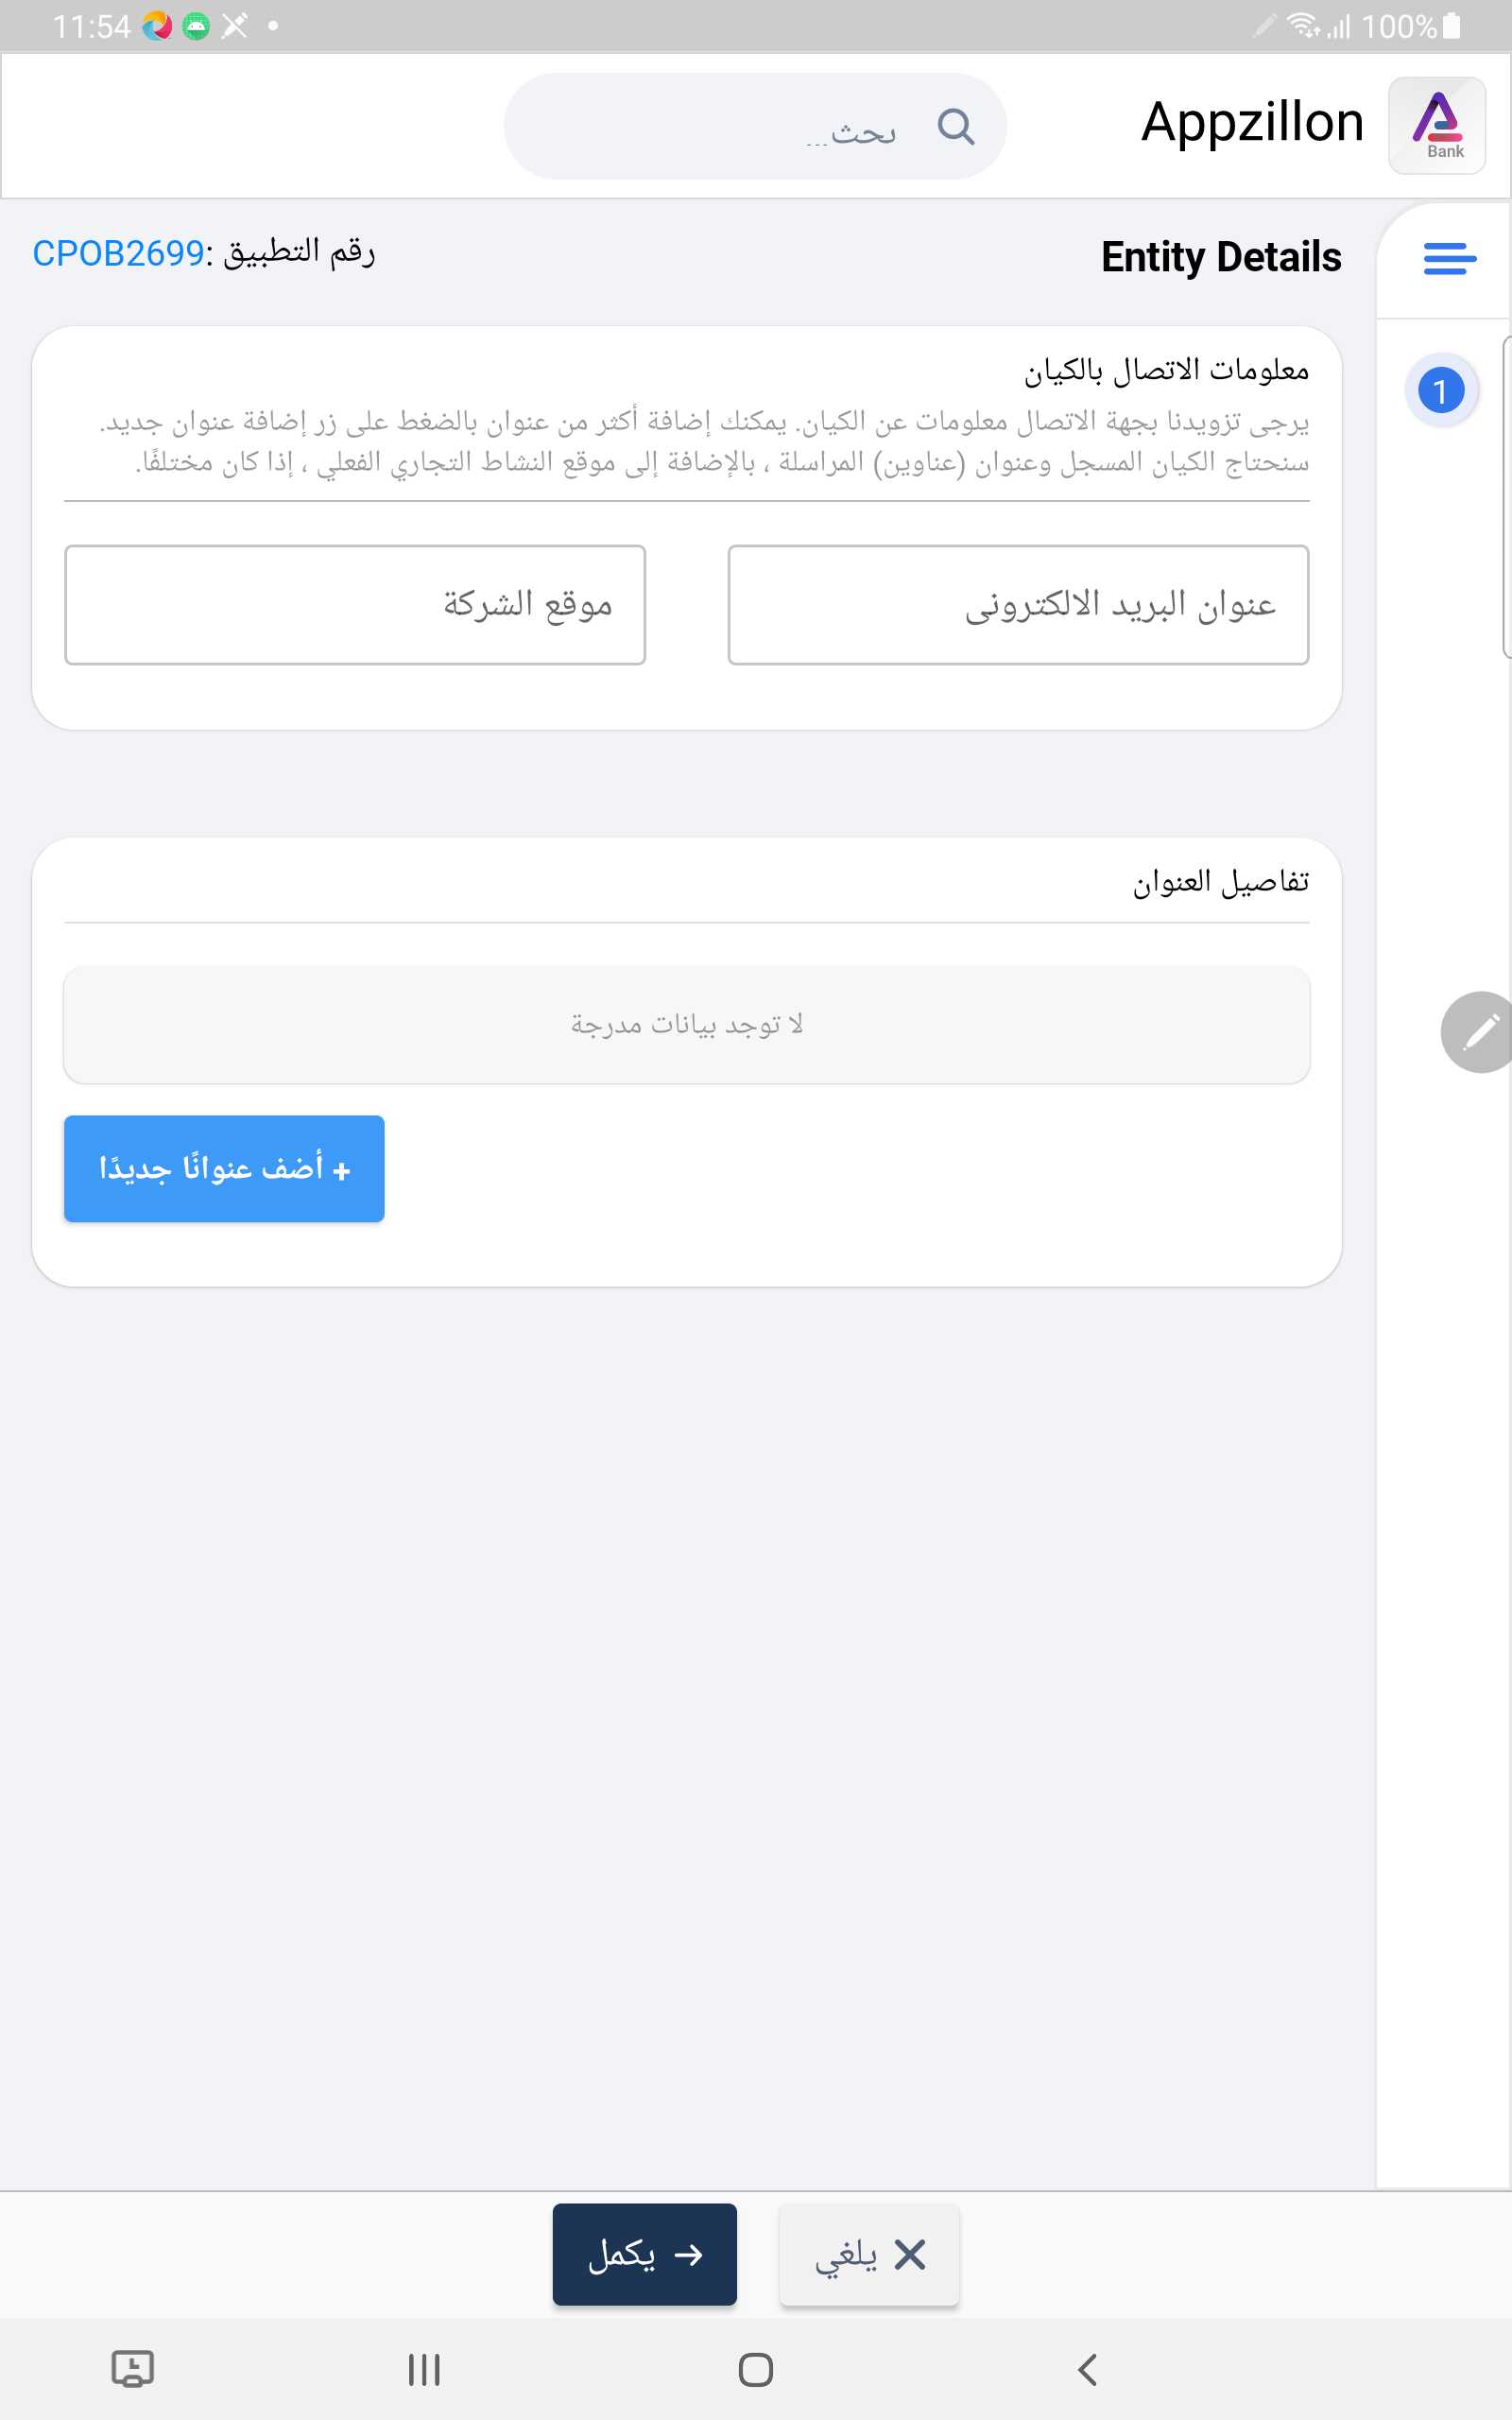 11:54
100%
Bank
Appzillon
بحث...
Entity Details
رقم التطبيق :CPOB2699
1
معلومات الاتصال بالكيان
يرجى تزويدنا بجهة الاتصال معلومات عن الكيان. يمكنك إضافة أكثر من عنوان بالضغط على زر إضافة عنوان جديد.
سنحتاج الكيان المسجل وعنوان (عناوين) المراسلة ، بالإضافة إلى موقع النشاط التجاري الفعلي ، إذا كان مختلفًا.
عنوان البريد الالكترونى
موقع الشركة
تفاصيل العنوان
لا توجد بيانات مدرجة
+ أضف عنوانًا جديدًا
يلغي
يكمل